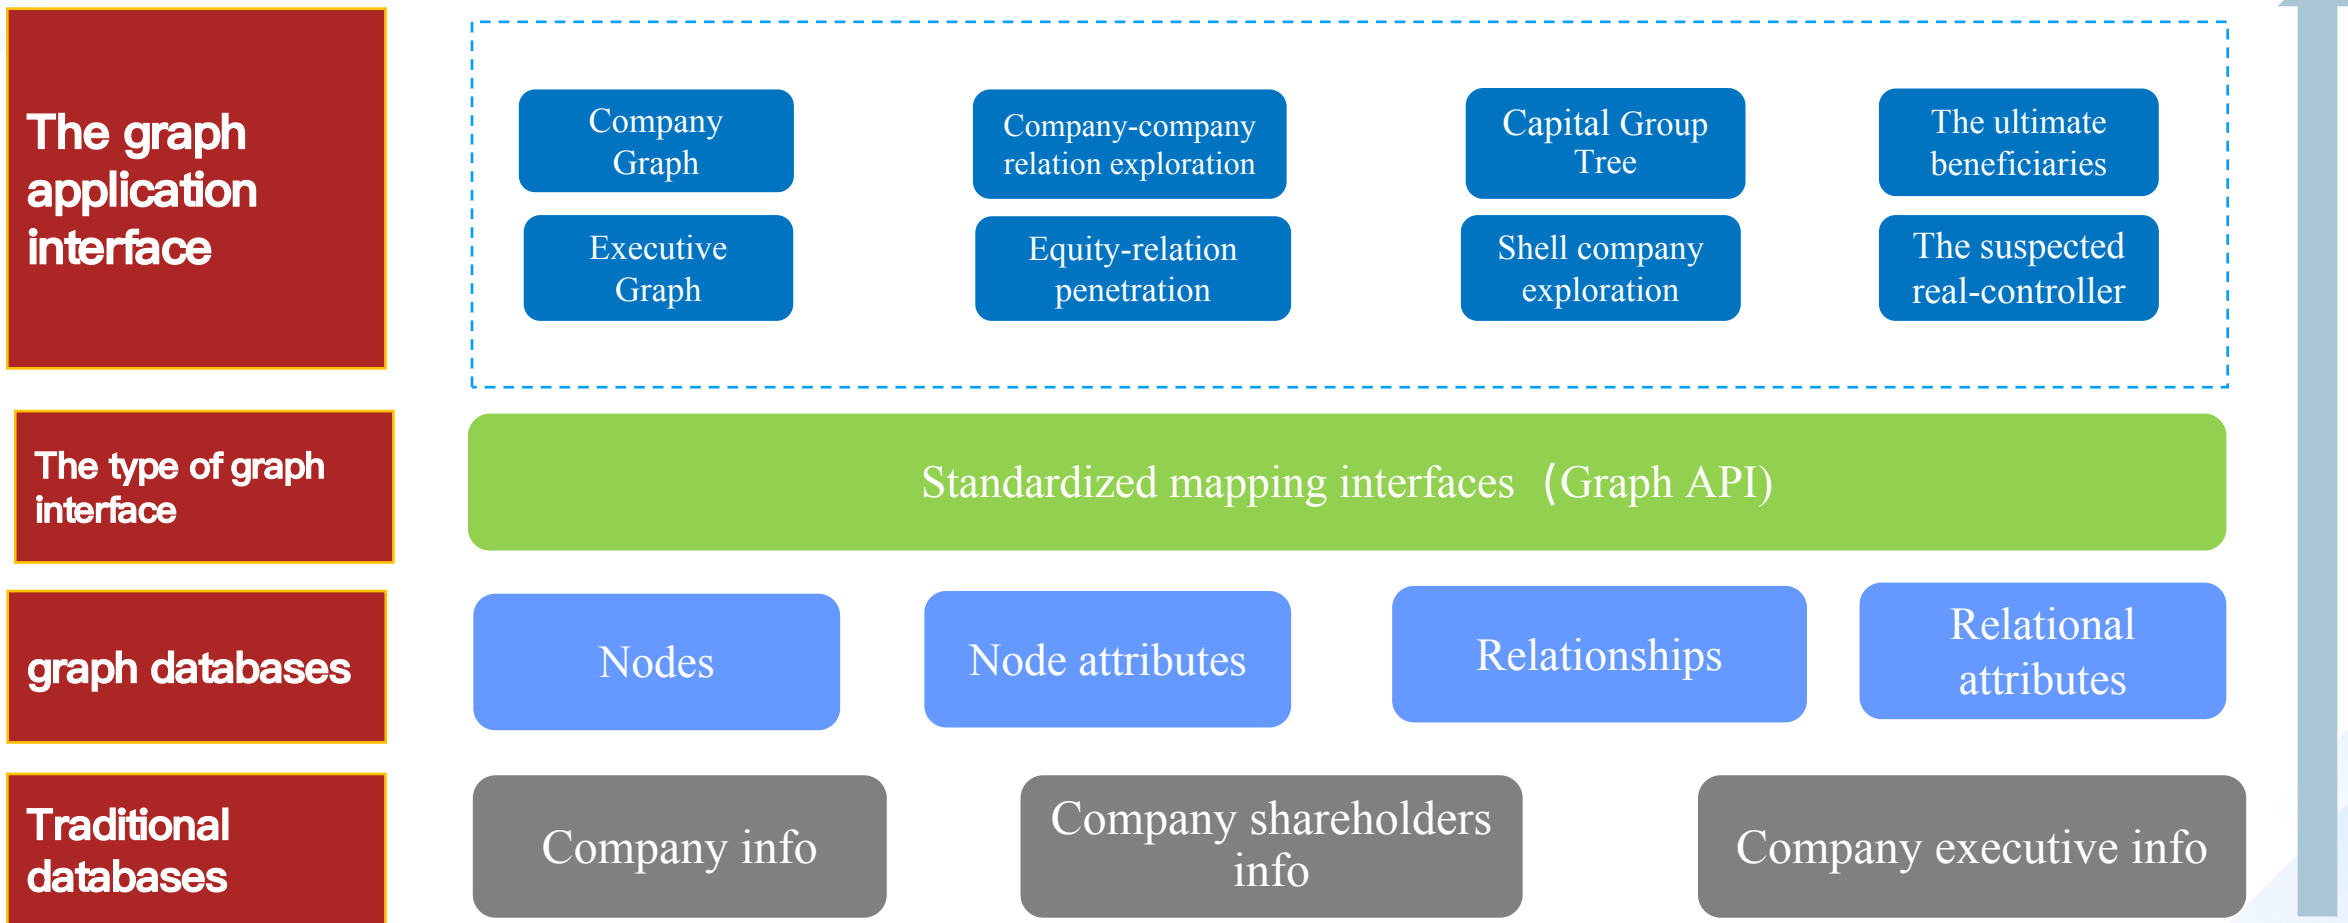 The graph
application
interface
Company
Graph
Company-company
relation exploration
Capital Group
Tree
The ultimate
beneficiaries
Executive
Graph
Equity-relation
penetration
Shell company
exploration
The suspected
real-controller
The type of graph
interface
Standardized mapping interfaces（Graph API)
graph databases
Nodes
Node attributes
Relationships
Relational
attributes
Traditional
databases
Company info
Company shareholders
info
Company executive info